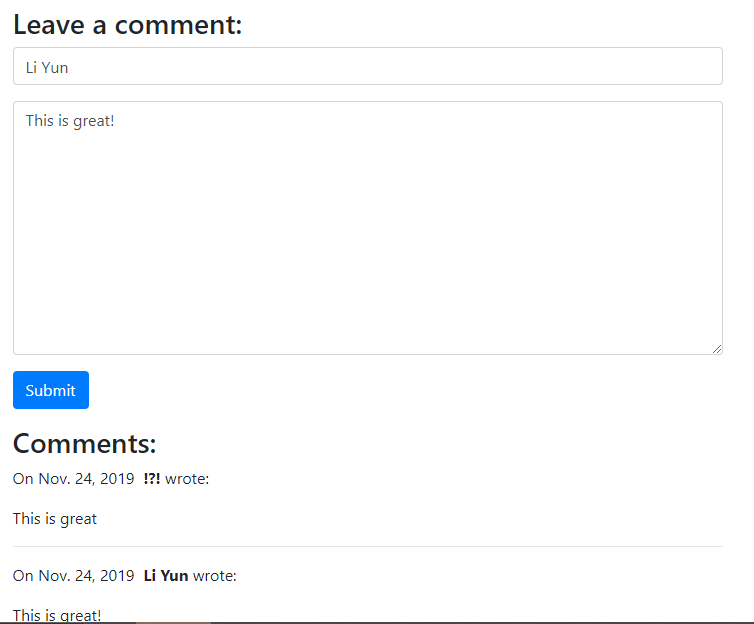 Leave a comment:
Li Yun
This is great!
Submit
Comments:
On Nov. 24, 2019 !?! wrote:
This is great
On Nov. 24, 2019 Li Yun wrote:
This is great!